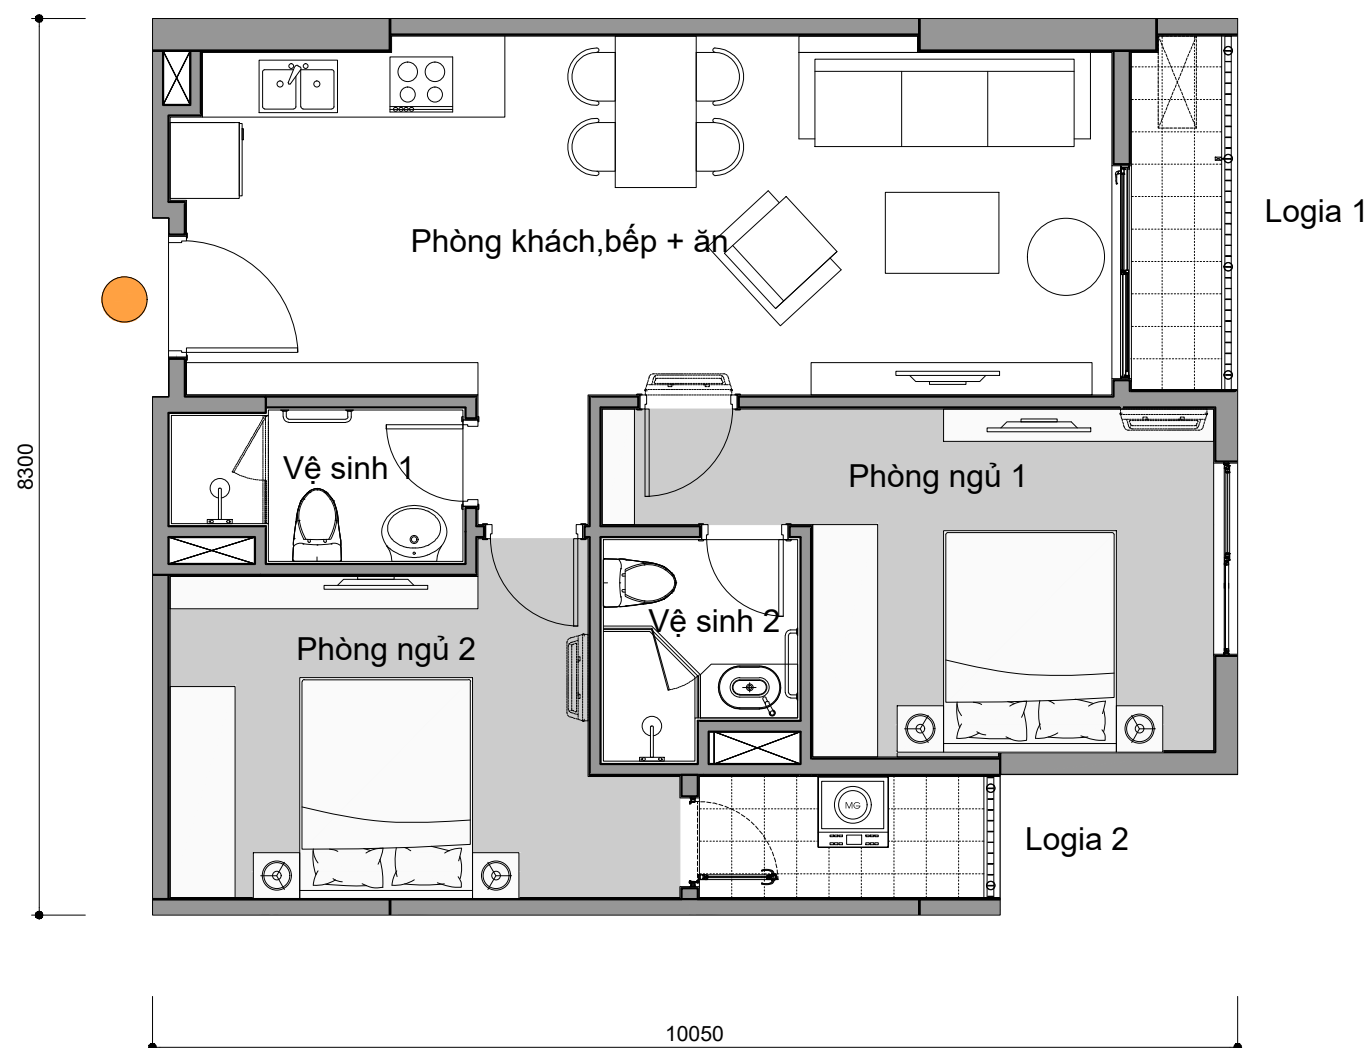 Logia 1
Phòng khách,bếp + ăn
8300
Vệ sinh 1
Phòng ngủ 1
Vệ sinh 2
Phòng ngủ 2
MG
Logia 2
10050